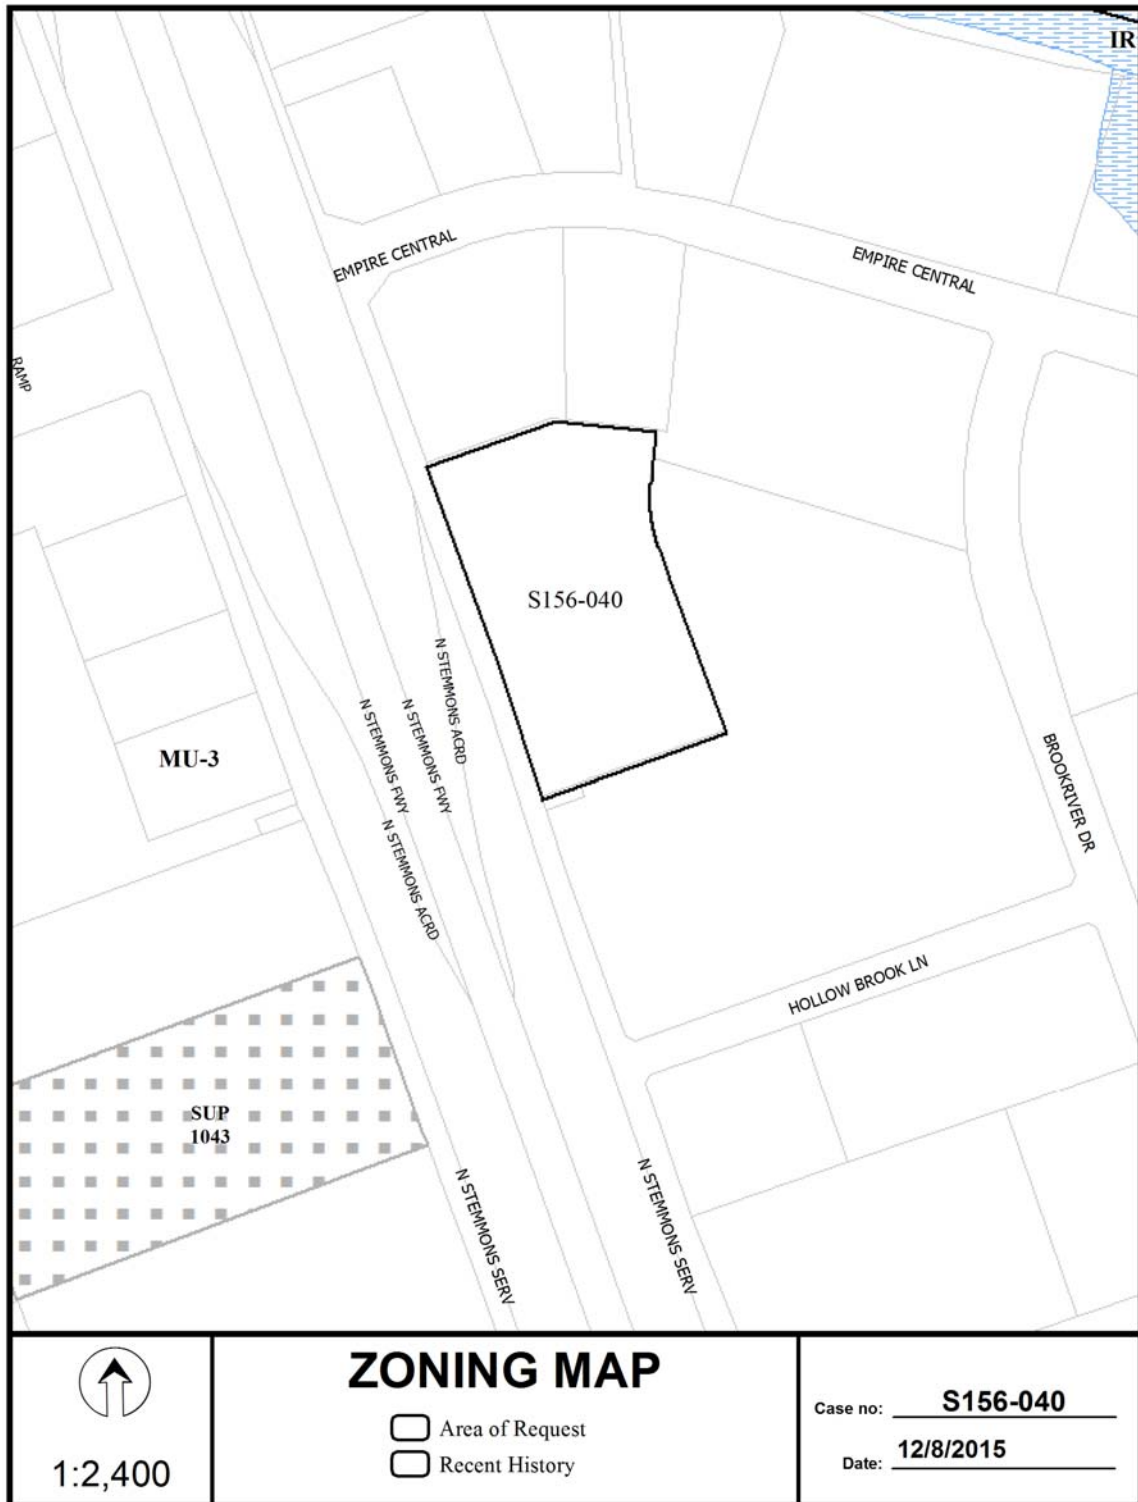 IR
EMPIRE CENTRAL
EMPIRE CENTRAL
RAMP
S156-040
N STEMMONS ACRD
N STEMMONS FWY
N STEMMONS FWY
MU-3
BROOKRIVER DR
N STEMMONS ACRD
HOLLOW BROOK LN
SUP
1043
N STEMMONS SERV
N STEMMONS SERV
1:2,400
ZONING MAP
Area of Request
Recent History
Case no: S156-040
Date: 12/8/2015